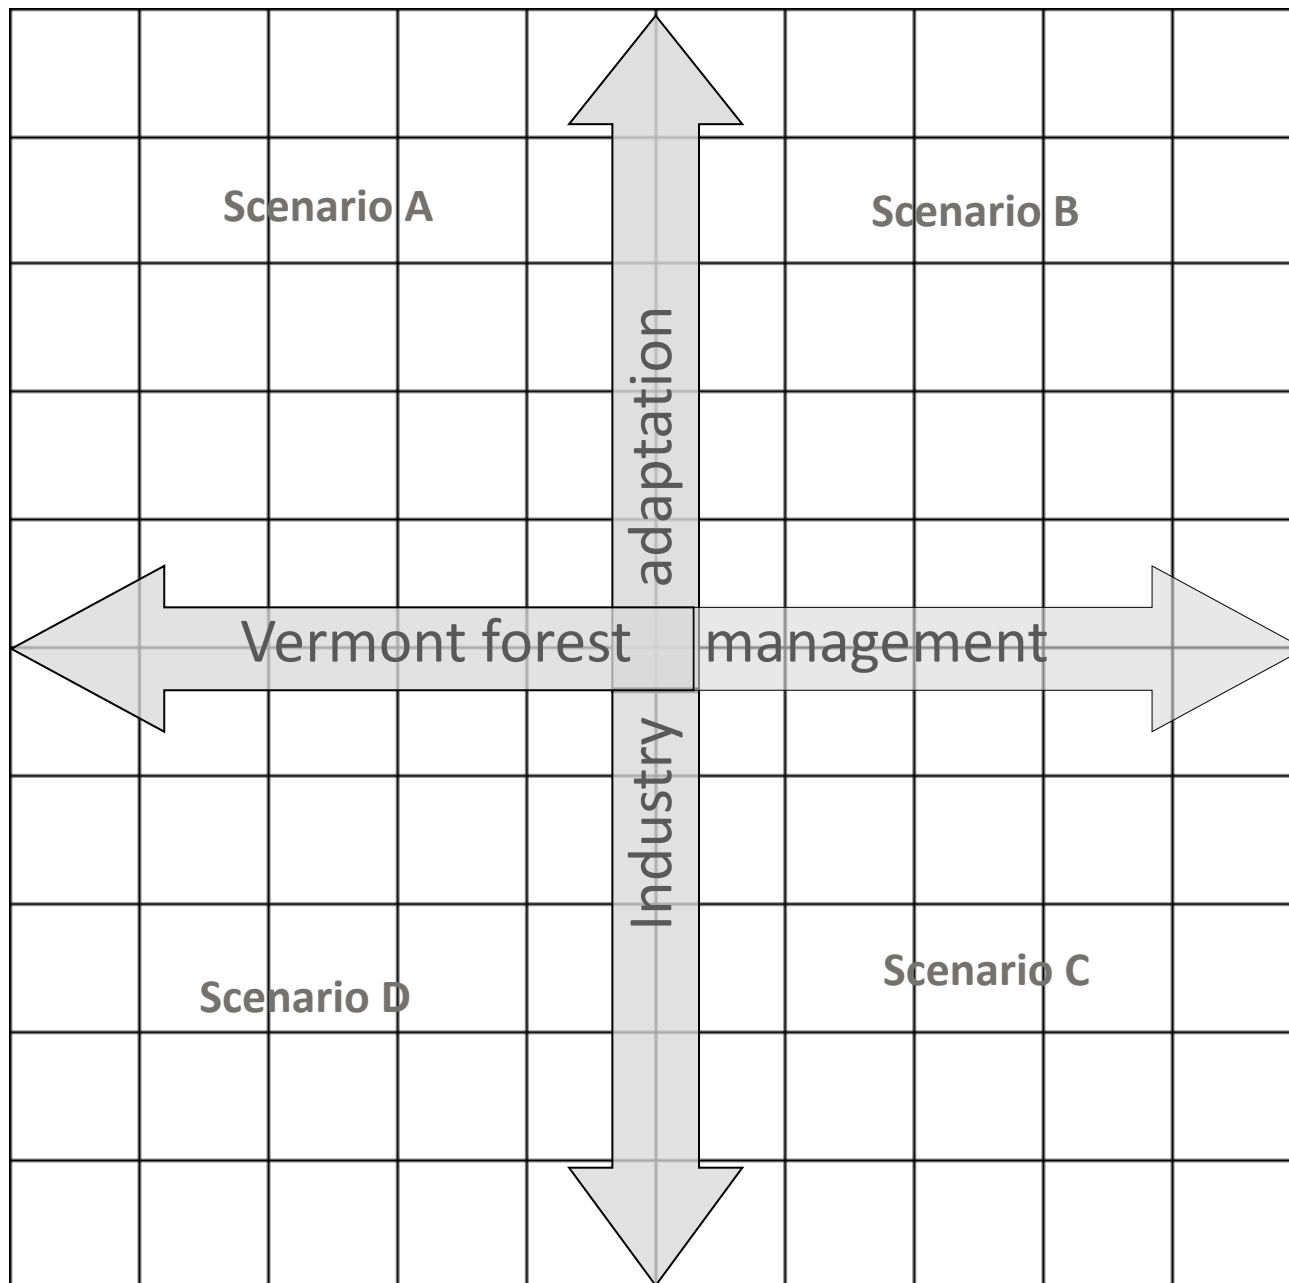 Scenario A
Scenario B
Industry adaptation
Vermont forest management
Scenario D
Scenario C